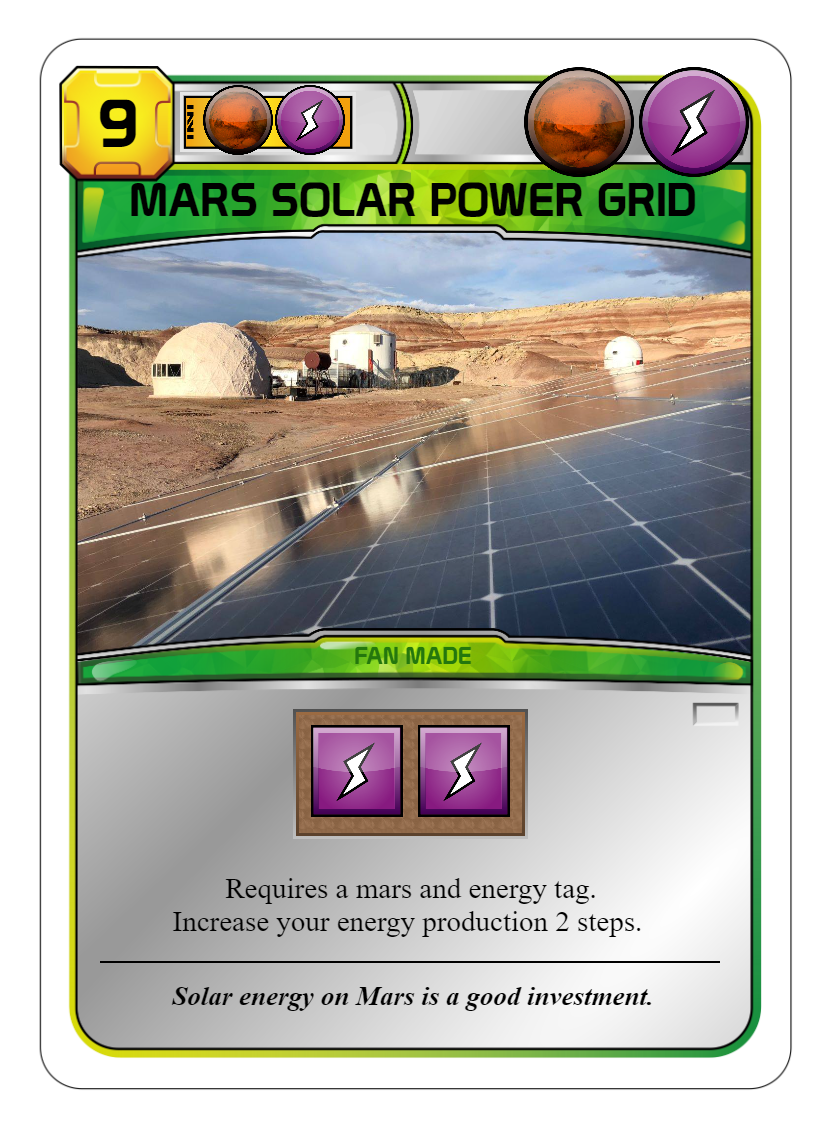 9
MARS SOLAR POWER GRID
FAN MADE
Requires a mars and energy tag.
Increase your energy production 2 steps.
Solar energy on Mars is a good investment.